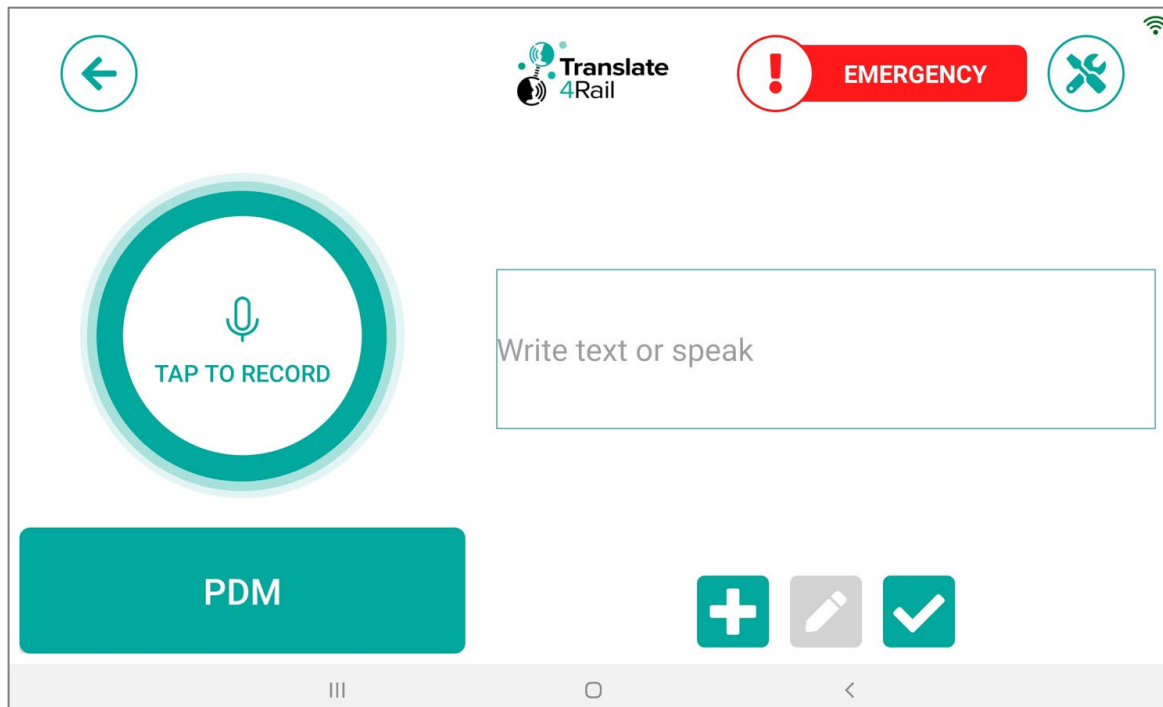 Translate
4Rail
EMERGENCY
TAP TO RECORD
Write text or speak
PDM